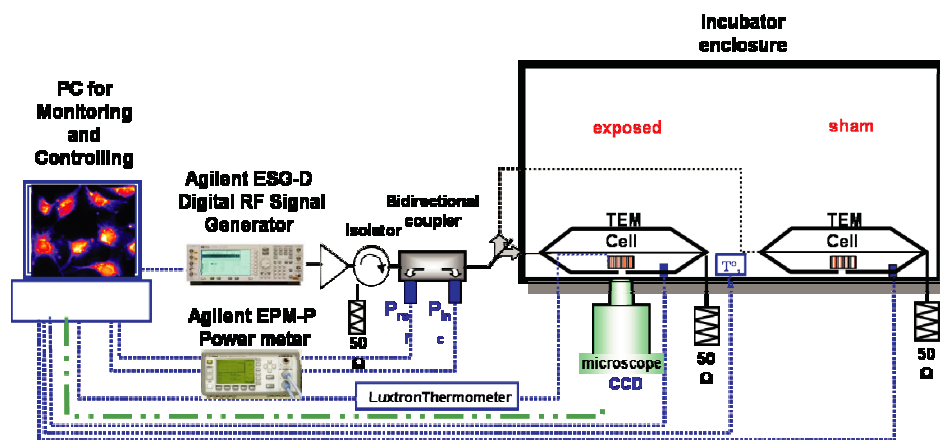 Incubator
enclosure
PC for
Monitoring
and
Controlling
exposed
sham
Agilent ESG-D
Digital RF Signal
Generator
Isolator
Bidirectional
coupler
TEM
Cell
TEM
Cell
T°
Agilent EPM-P
Power meter
50
Ω
Pre
f
Pin
c
microscope
CCD
50
Ω
50
Ω
LuxtronThermometer